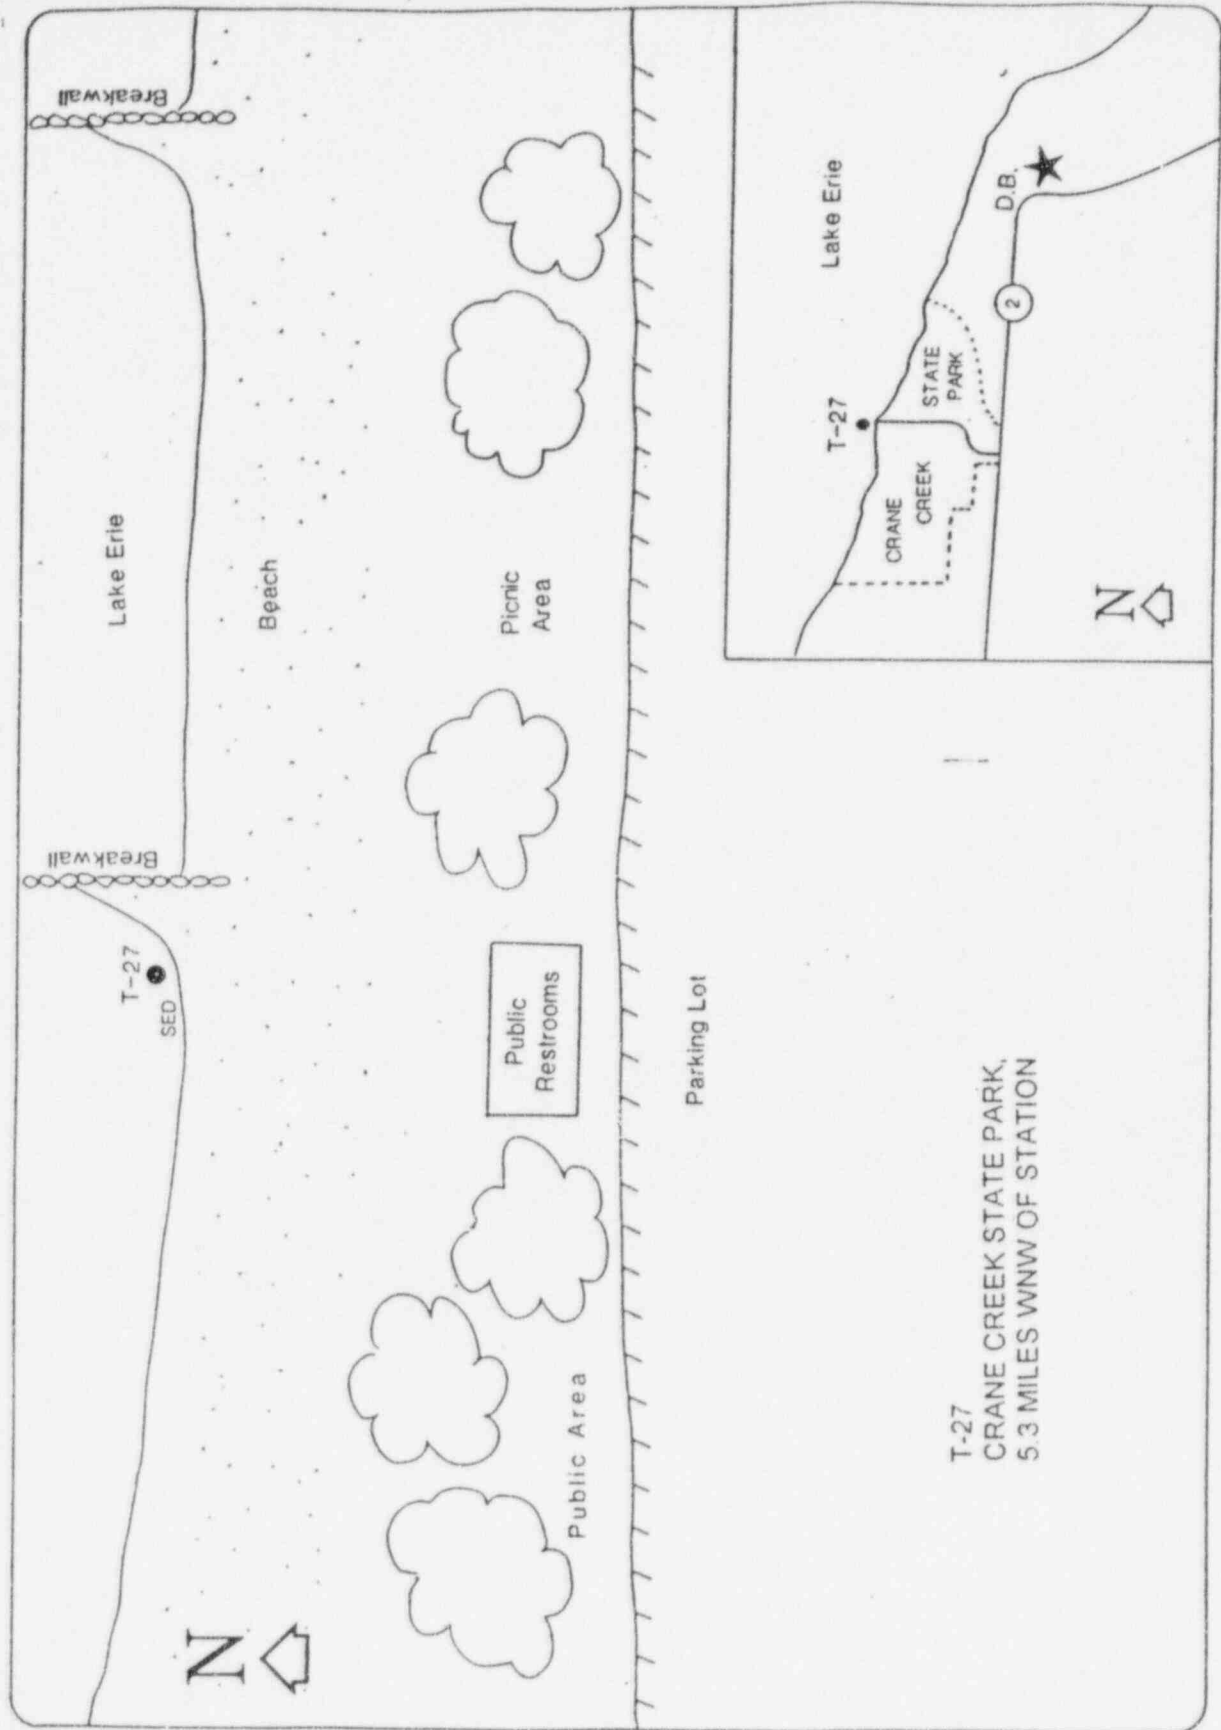 Breakwall
Breakwall
Lake Erie
T-27
SED
Beach
Picnic
Area
Public
Restrooms
Public Area
Parking Lot
N
T-27
CRANE CREEK STATE PARK,
5.3 MILES WNW OF STATION
Lake Erie
T-27
CRANE
CREEK
STATE
PARK
D.B.
2
N